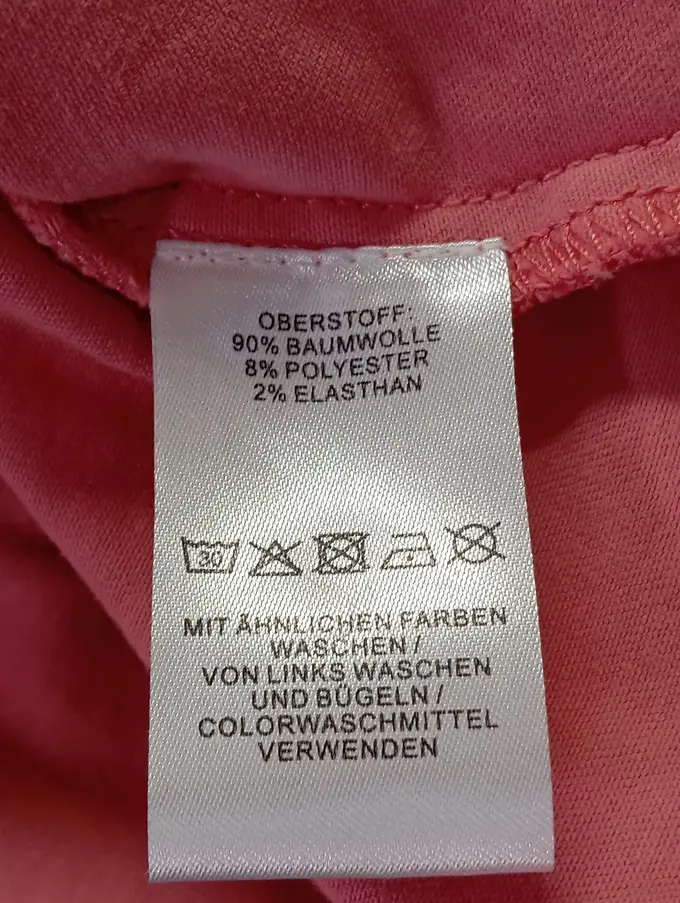 OBERSTOFF:
90% BAUMWOLLE
8% POLYESTER
2% ELASTHAN
30
MIT ÄHNLICHEN FARBEN
WASCHEN /
VON LINKS WASCHEN
UND BÜGELN /
COLORWASCHMITTEL
VERWENDEN